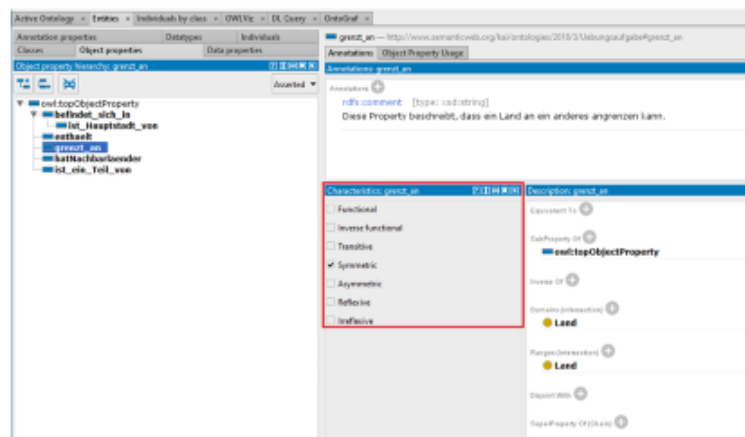 Active Ontology × Entities × Individuals by class × OWLViz × DL Query × OntoGraf ×
Annotation properties Datatypes Individuals
Classes Object properties Data properties
Object property hierarchy: grenzt_an
Asserted
owl:topObjectProperty
befindet_sich_in
ist_Hauptstadt_von
enthaelt
grenzt_an
hatNachbarlaender
ist_ein_Teil_von
grenzt_an — http://www.semanticweb.org/kai/ontologies/2018/3/Uebungsaufgabe#grenzt_an
Annotations Object Property Usage
Annotations: grenzt_an
Annotations
rdfs:comment [type: xsd:string]
Diese Property beschreibt, dass ein Land an ein anderes angrenzen kann.
Characteristics: grenzt_an
Functional
Inverse functional
Transitive
Symmetric
Asymmetric
Reflexive
Irreflexive
Description: grenzt_an
Equivalent To
SubProperty Of
owl:topObjectProperty
Inverse Of
Domains (intersection)
Land
Ranges (intersection)
Land
Disjoint With
SuperProperty Of (Chain)